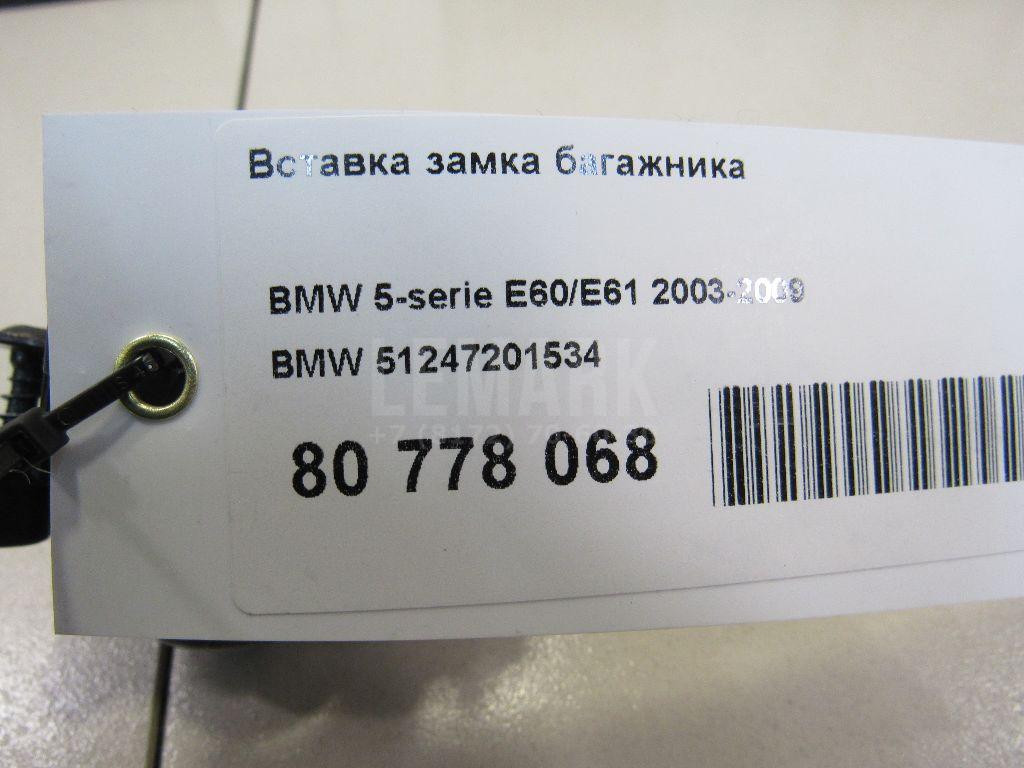 Вставка замка багажника
BMW 5-serie E60/E61 2003-2009
BMW 51247201534
LEMARK
80 778 068